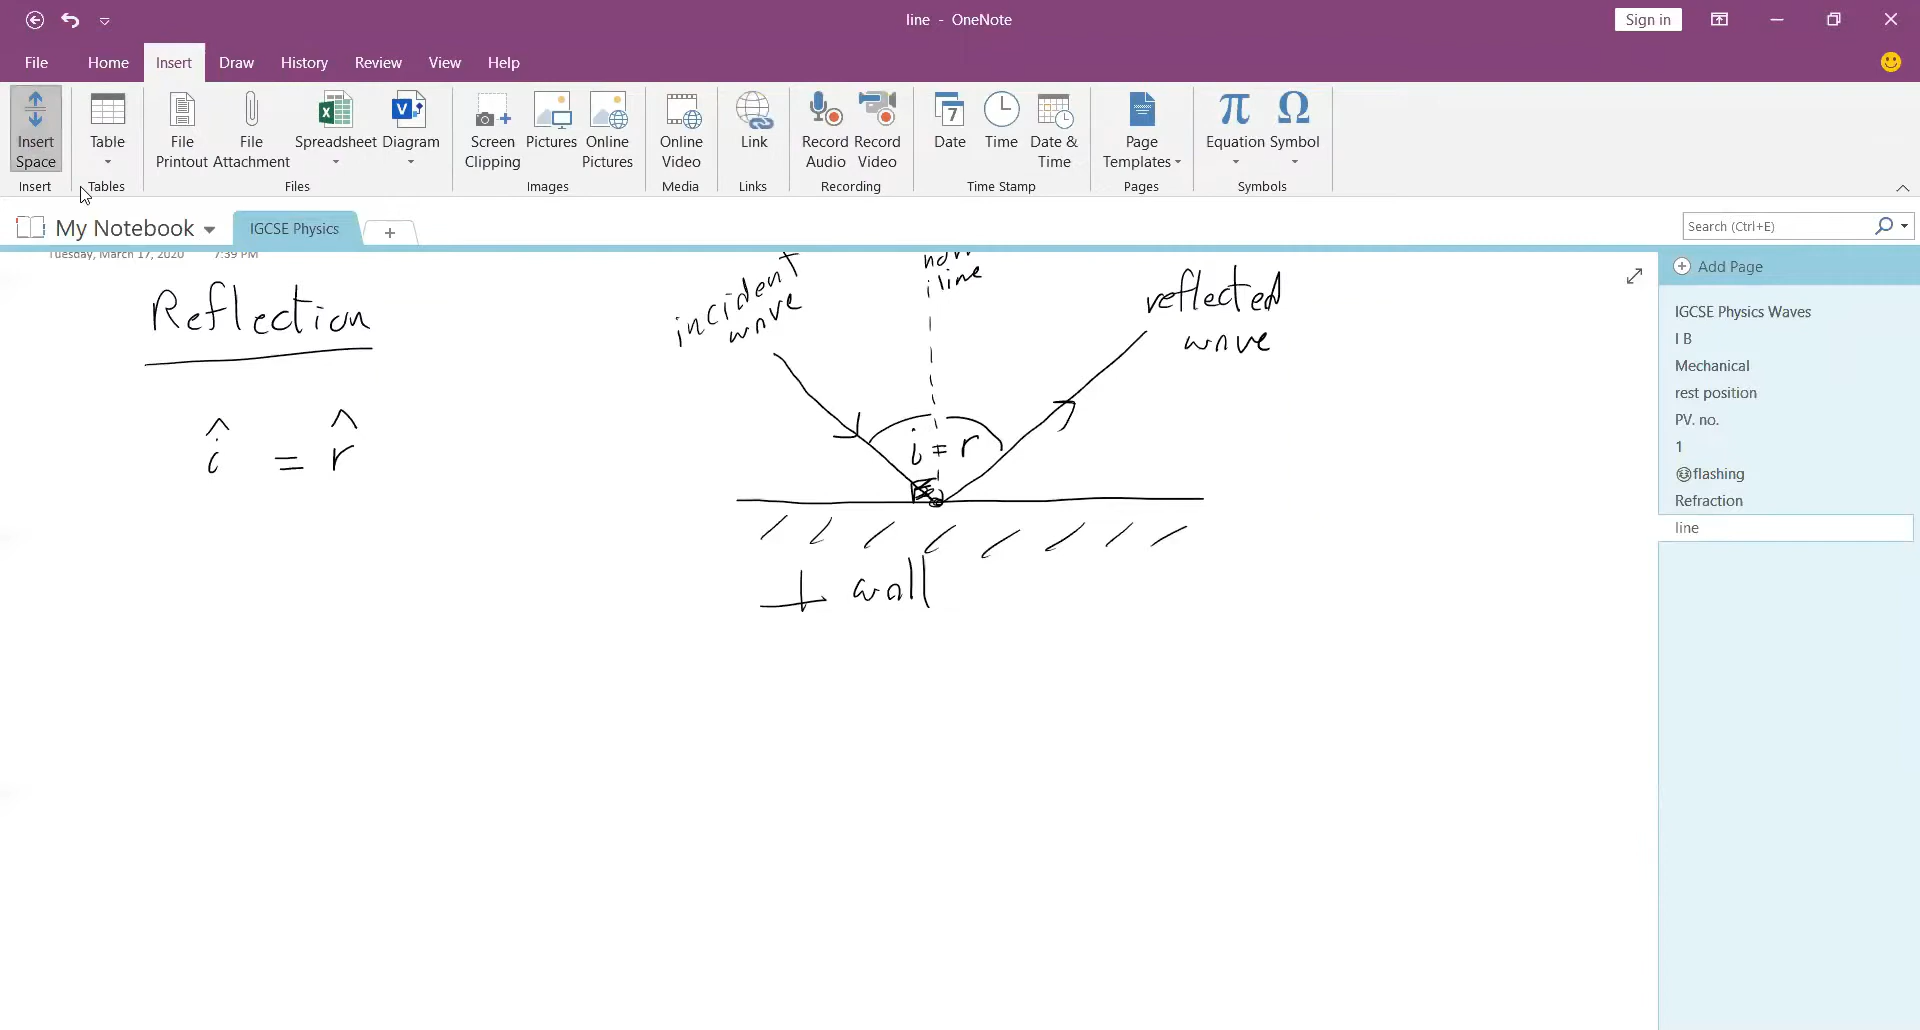 line - OneNote
Sign in
File Home Insert Draw History Review View Help
Insert Space
Table
File Printout
File Attachment
Spreadsheet
Diagram
Screen Clipping
Pictures
Online Pictures
Online Video
Link
Record Audio
Record Video
7
Date
Time
Date & Time
Page Templates
π
Equation
Ω
Symbol
Insert
Tables
Files
Images
Media
Links
Recording
Time Stamp
Pages
Symbols
My Notebook
IGCSE Physics
+
Search (Ctrl+E)
Tuesday, March 17, 2020 7:39 PM
Reflection
î = r̂
incident
wave
line
reflected
wave
i = r
⊥ wall
Add Page
IGCSE Physics Waves
I B
Mechanical
rest position
PV. no.
1
😆flashing
Refraction
line